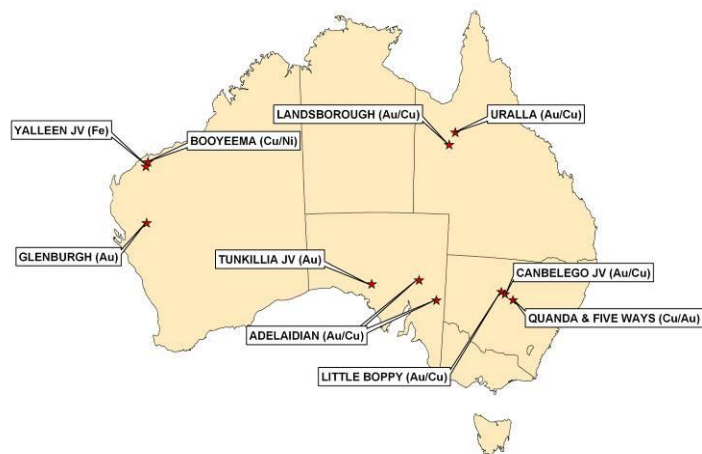 LANDSBOROUGH (Au/Cu)
URALLA (Au/Cu)
YALLEEN JV (Fe)
BOOYEEMA (Cu/Ni)
GLENBURGH (Au)
TUNKILLIA JV (Au)
CANBELEGO JV (Au/Cu)
QUANDA & FIVE WAYS (Cu/Au)
ADELAIDIAN (Au/Cu)
LITTLE BOPPY (Au/Cu)